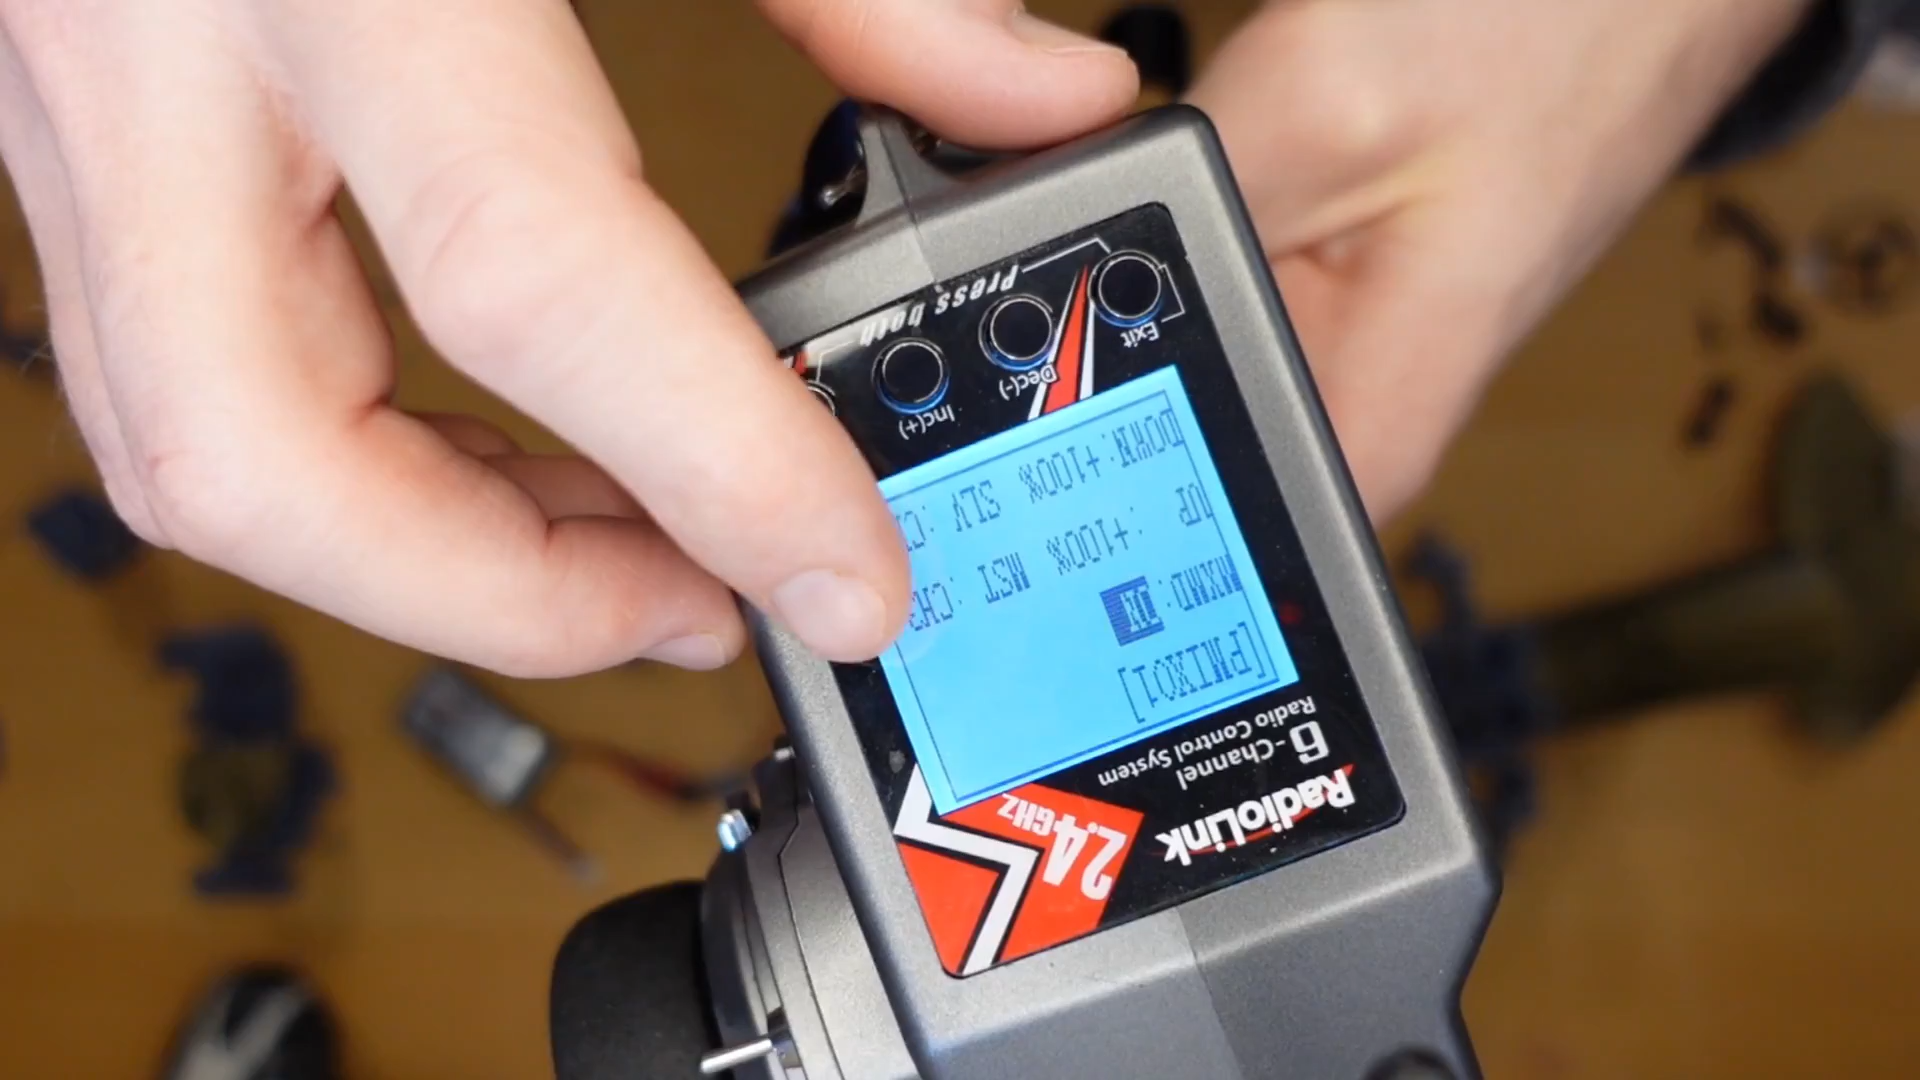 RadioLink
6-Channel
Radio Control System
2.4GHZ
[PMIX01]
MXMD:
MST :CH3
UP : +100%
DOWN: +100% SLV :
Exit
Dec(-)
Inc(+)
Press both